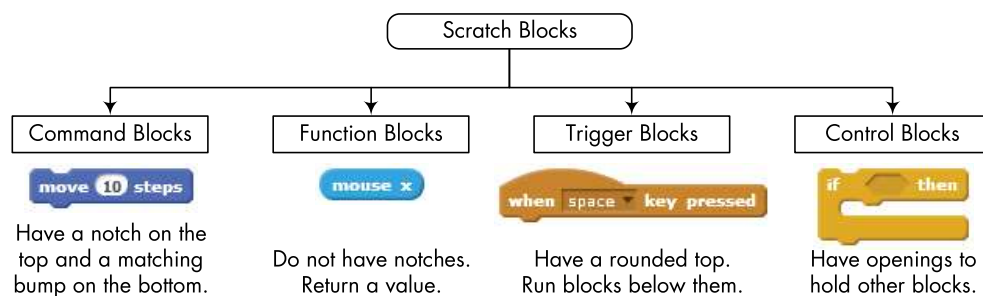 Scratch Blocks
Command Blocks
Function Blocks
Trigger Blocks
Control Blocks
move 10 steps
mouse x
when space key pressed
if then
Have a notch on the
top and a matching
bump on the bottom.
Do not have notches.
Return a value.
Have a rounded top.
Run blocks below them.
Have openings to
hold other blocks.